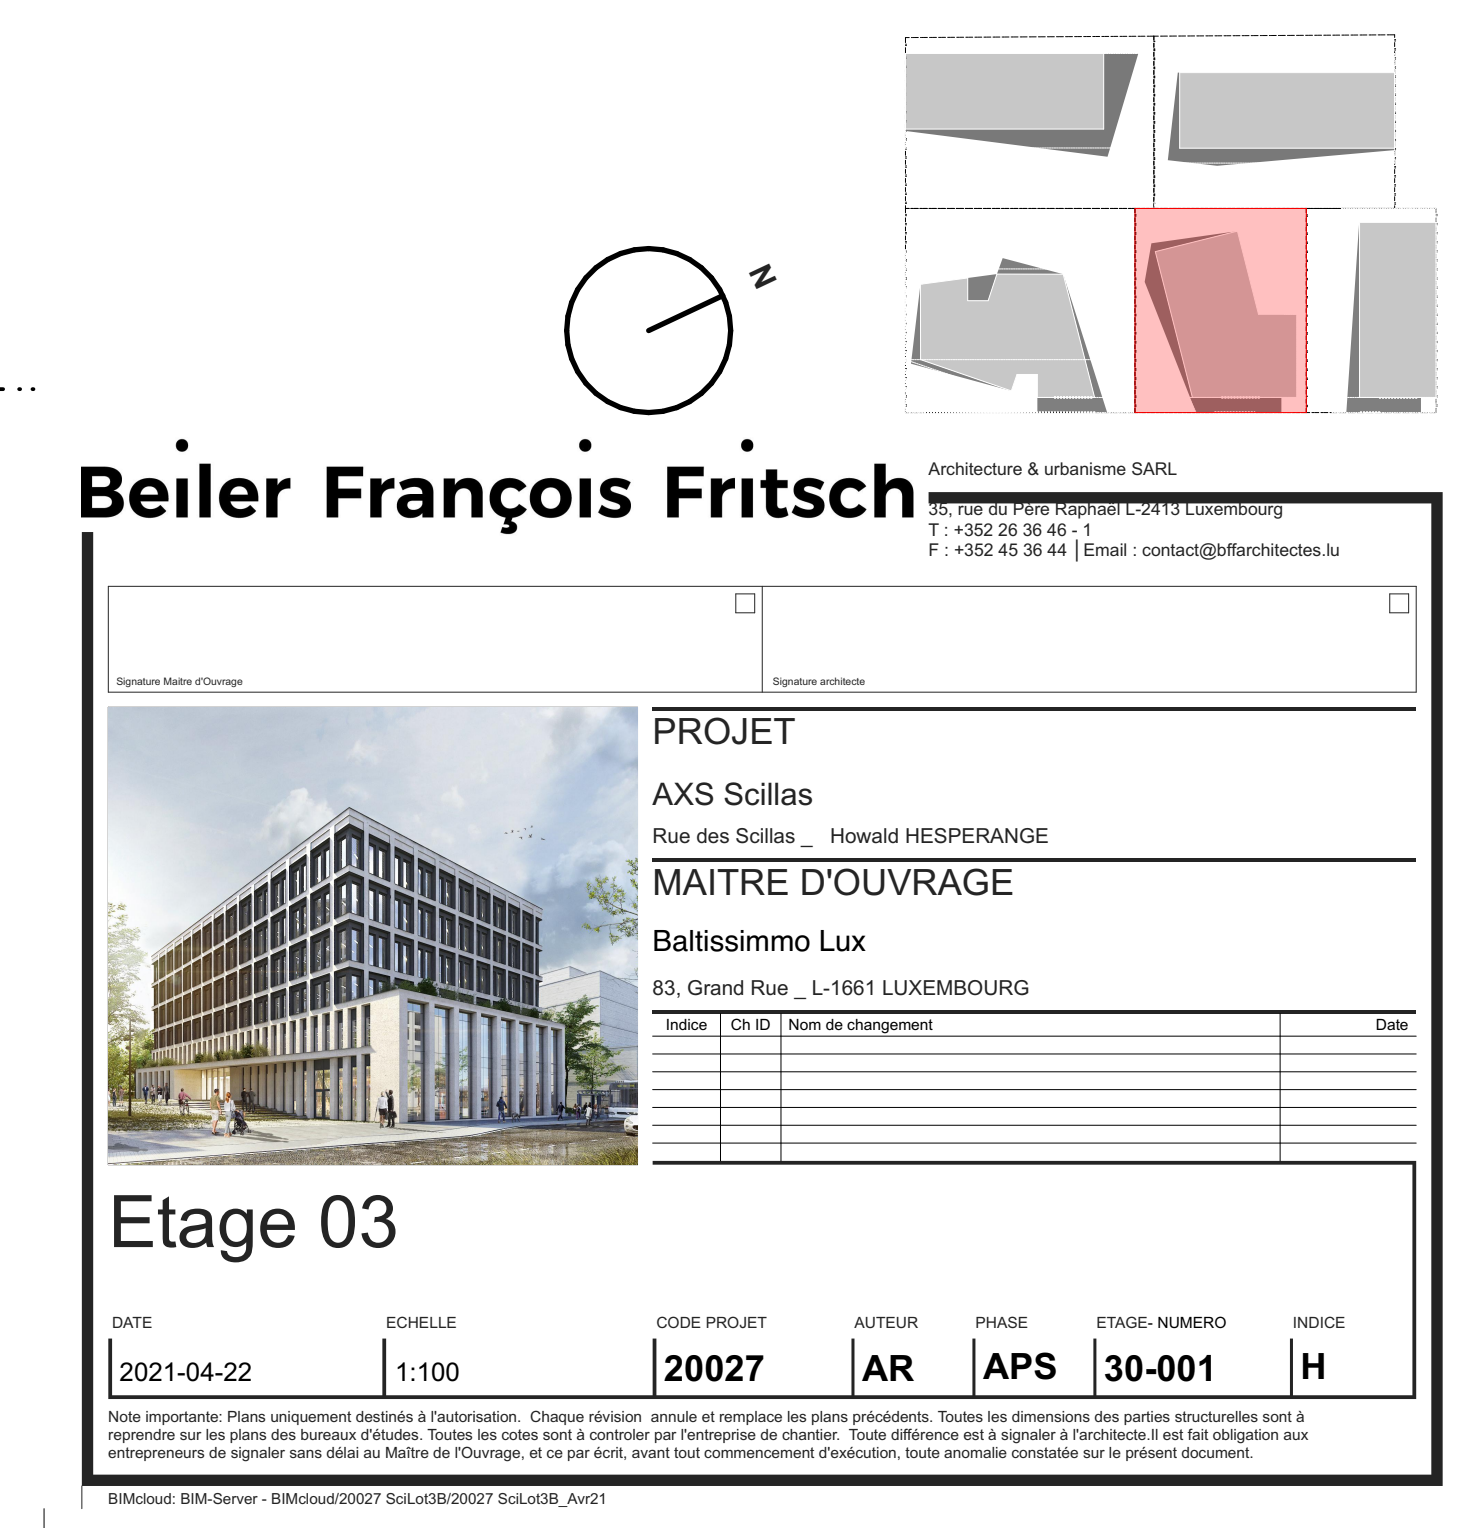 N
Beiler François Fritsch
Architecture & urbanisme SARL
35, rue du Père Raphaël L-2413 Luxembourg
T : +352 26 36 46 - 1
F : +352 45 36 44 | Email : contact@bffarchitectes.lu
Signature Maitre d'Ouvrage
Signature architecte
PROJET
AXS Scillas
Rue des Scillas _ Howald HESPERANGE
MAITRE D'OUVRAGE
Baltissimmo Lux
83, Grand Rue _ L-1661 LUXEMBOURG
Indice Ch ID Nom de changement Date
Etage 03
DATE ECHELLE CODE PROJET AUTEUR PHASE ETAGE- NUMERO INDICE
2021-04-22 1:100 20027 AR APS 30-001 H
Note importante: Plans uniquement destinés à l'autorisation. Chaque révision annule et remplace les plans précédents. Toutes les dimensions des parties structurelles sont à
reprendre sur les plans des bureaux d'études. Toutes les cotes sont à controler par l'entreprise de chantier. Toute différence est à signaler à l'architecte.Il est fait obligation aux
entrepreneurs de signaler sans délai au Maître de l'Ouvrage, et ce par écrit, avant tout commencement d'exécution, toute anomalie constatée sur le présent document.
BIMcloud: BIM-Server - BIMcloud/20027 SciLot3B/20027 SciLot3B_Avr21